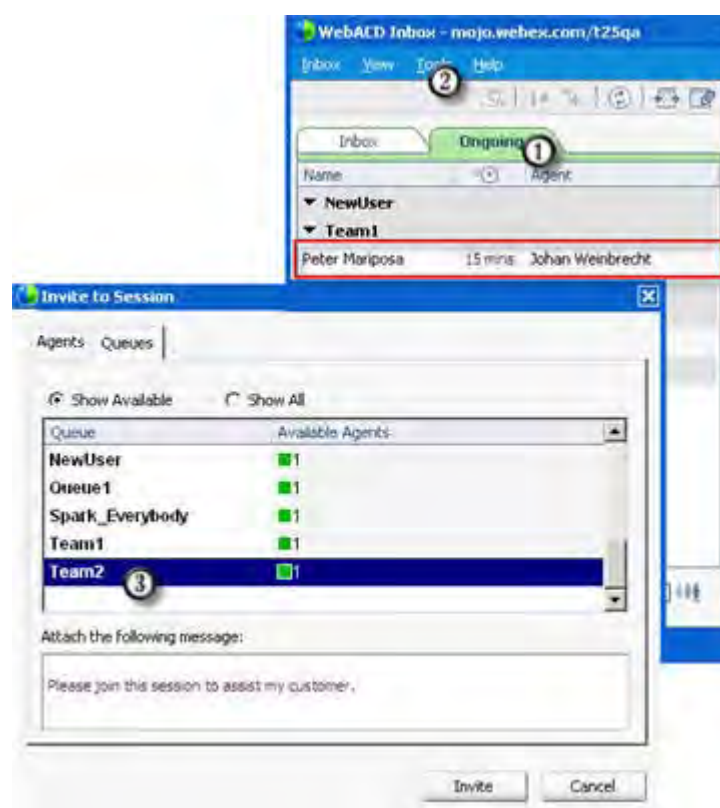 WebACD Inbox - mojo.webex.com/t25qa
Inbox View Tools Help
2
Inbox Ongoing
1
Name Agent
NewUser
Team1
Peter Mariposa 15 mins Johan Weinbrecht
Invite to Session
Agents Queues
Show Available Show All
Queue Available Agents
NewUser 1
Queue1 1
Spark_Everybody 1
Team1 1
Team2 1
3
Attach the following message:
Please join this session to assist my customer.
Invite Cancel